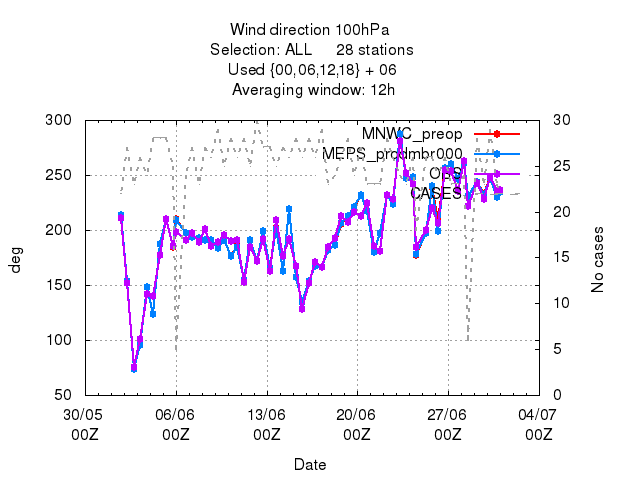 Wind direction 100hPa
Selection: ALL 28 stations
Used {00,06,12,18} + 06
Averaging window: 12h
300
250
200
150
100
50
deg
30
25
20
15
10
5
0
No cases
MNWC_preop
MEPS_prodmbr000
OBS
CASES
30/05 06/06 13/06 20/06 27/06 04/07
00Z 00Z 00Z 00Z 00Z 00Z
Date